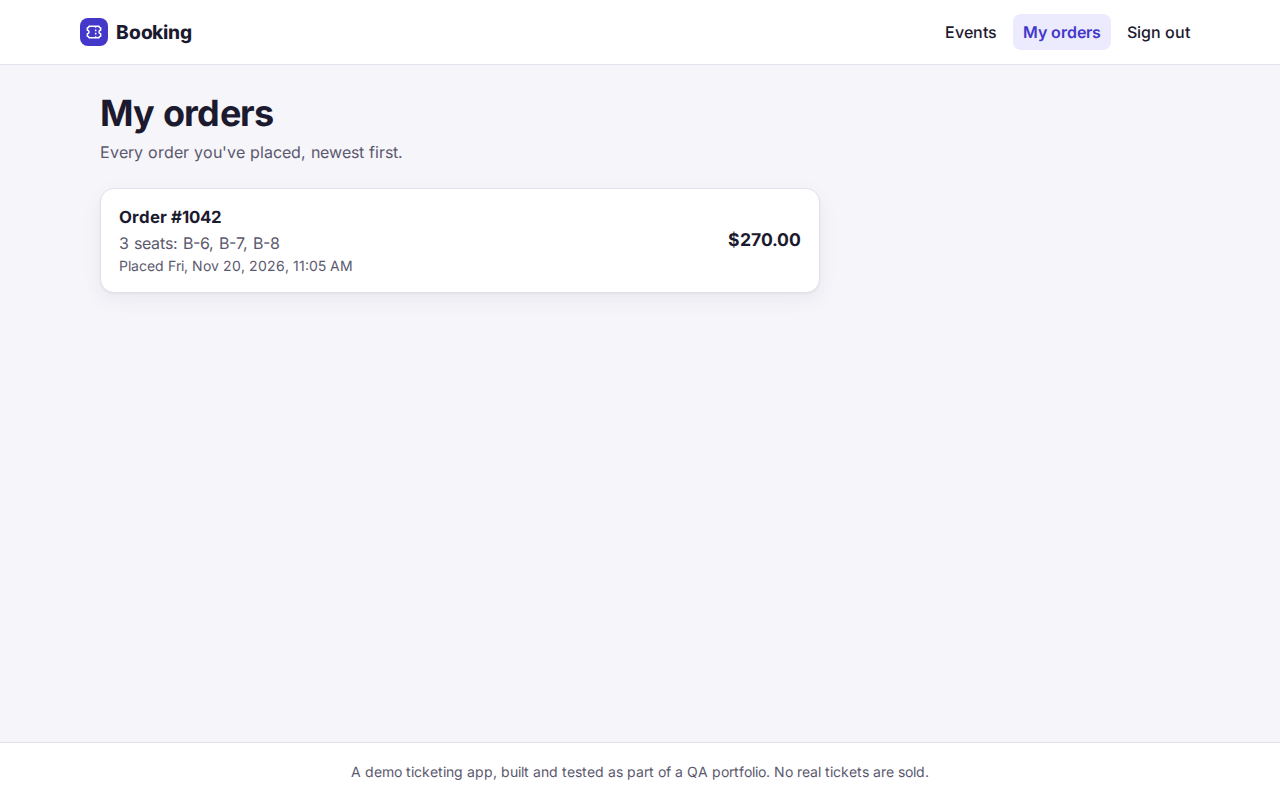 Booking
Events
My orders
Sign out
My orders
Every order you've placed, newest first.
Order #1042
3 seats: B-6, B-7, B-8
Placed Fri, Nov 20, 2026, 11:05 AM
$270.00
A demo ticketing app, built and tested as part of a QA portfolio. No real tickets are sold.